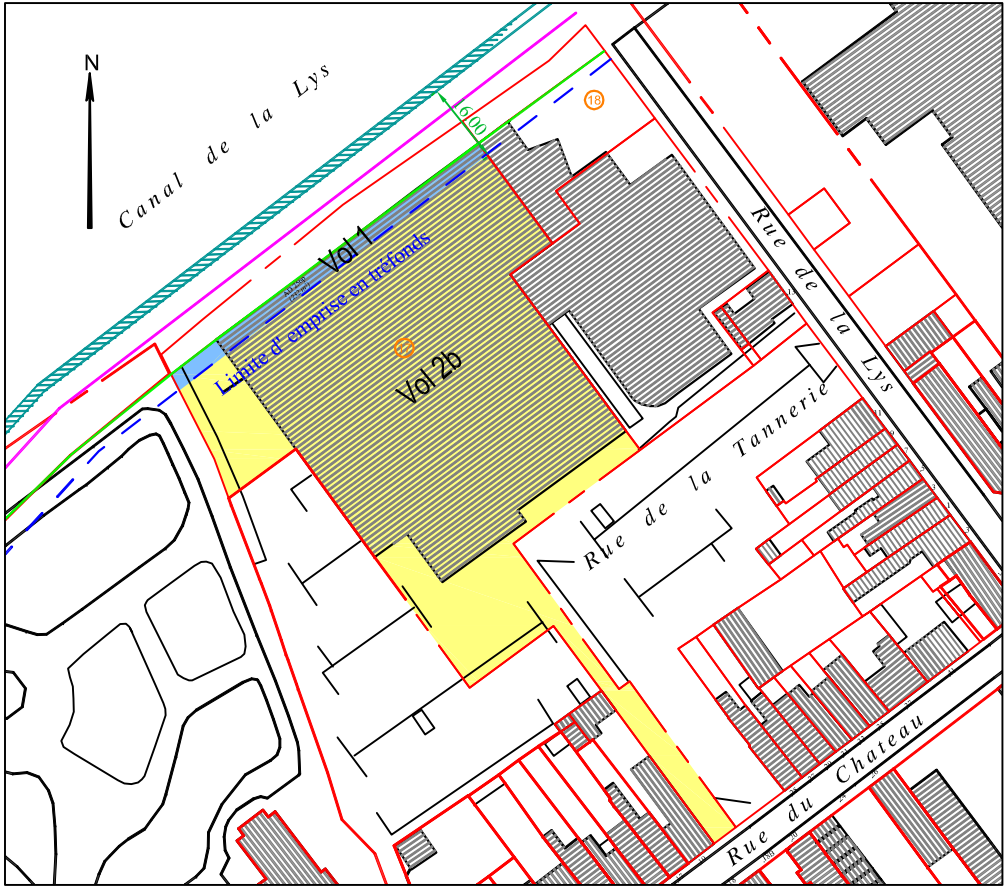 N
Canal de la Lys
6.00
18
Vol 1
Limite d' emprise en tréfonds
Vol 2b
Rue de la Lys
Rue de la Tannerie
Rue du Chateau